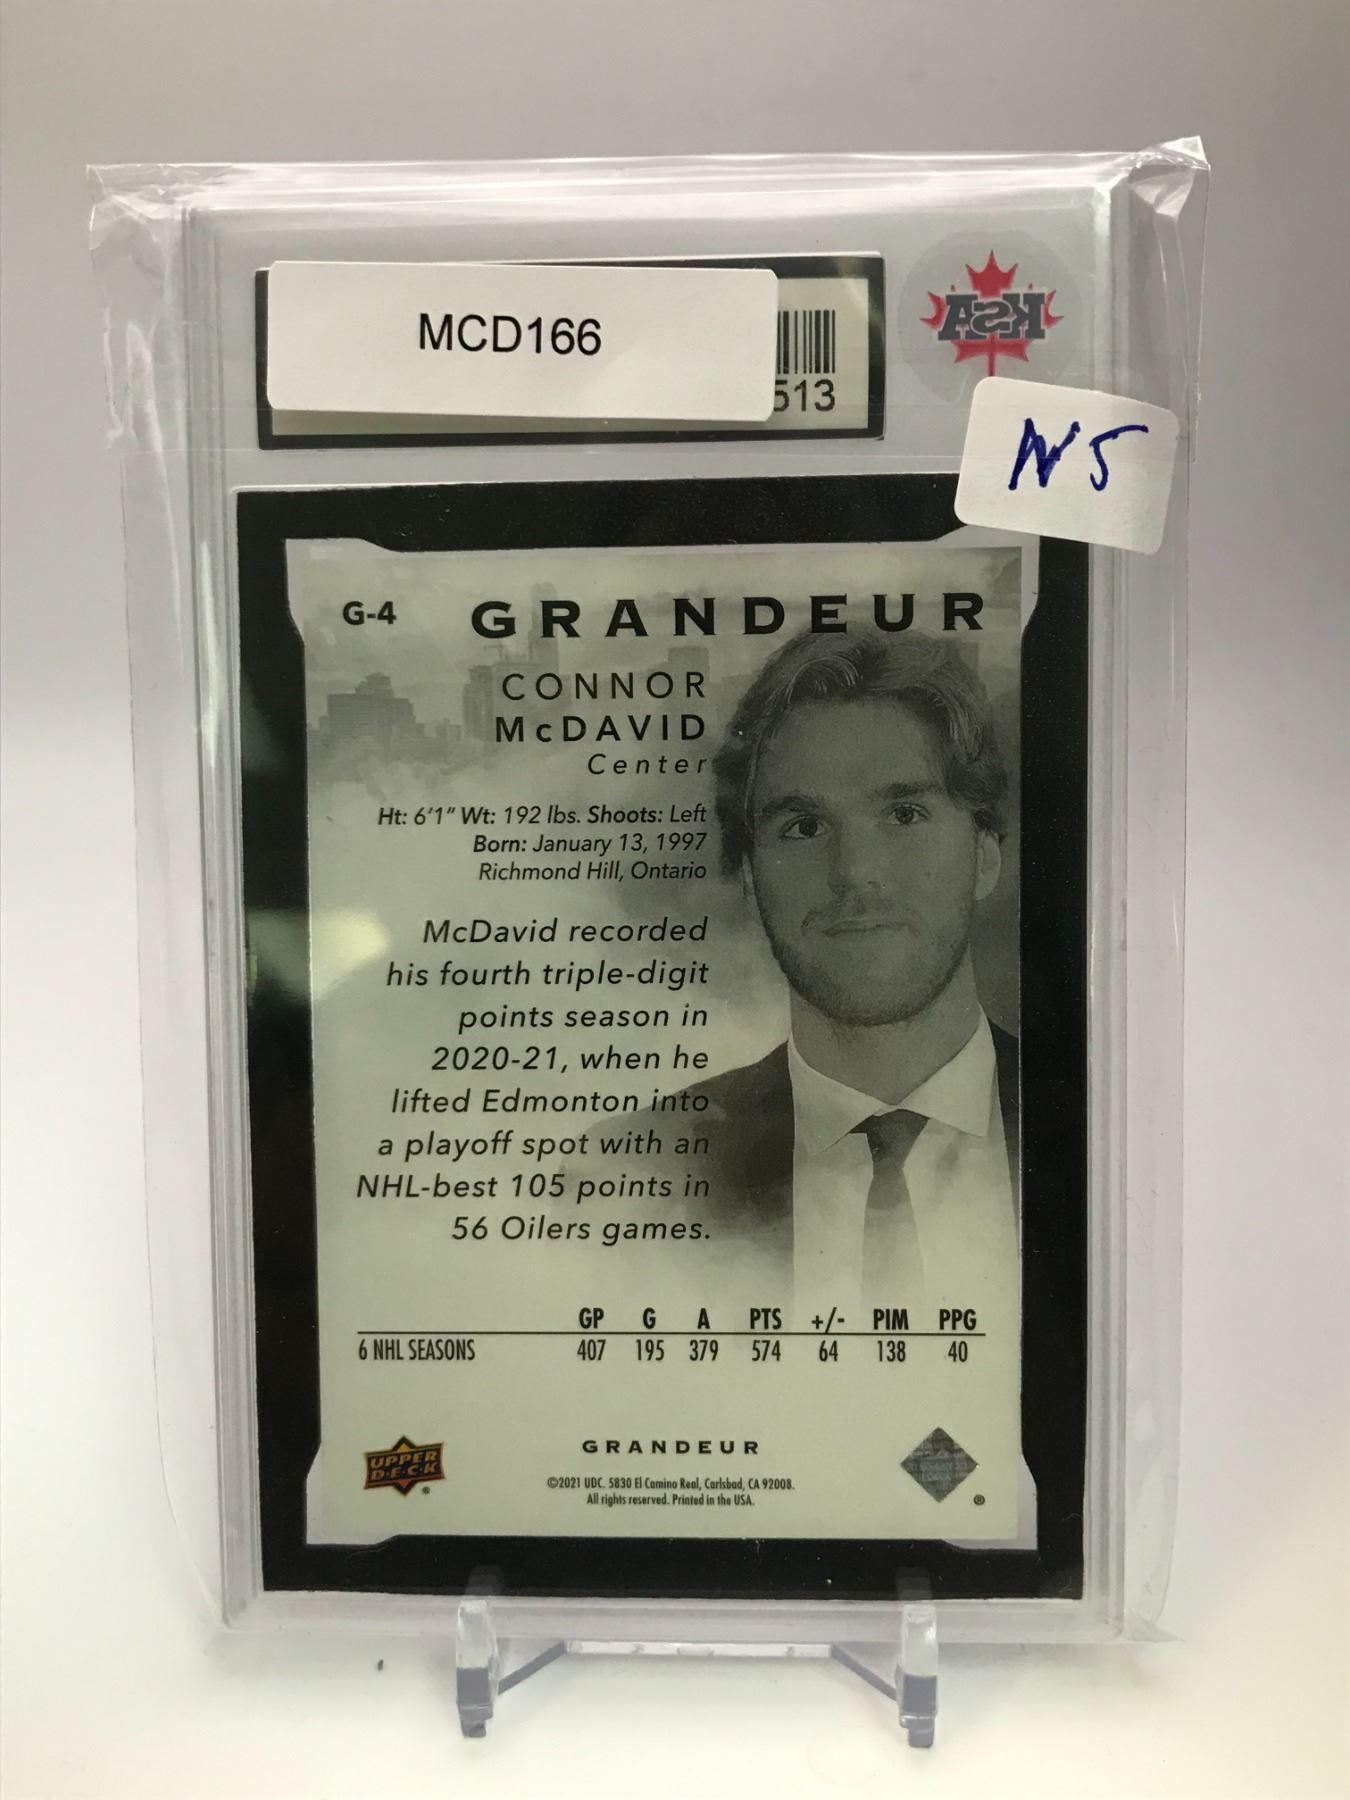 MCD166
513
KSA
N5
G-4
GRANDEUR
CONNOR
McDAVID
Center
Ht: 6'1" Wt: 192 lbs. Shoots: Left
Born: January 13, 1997
Richmond Hill, Ontario
McDavid recorded
his fourth triple-digit
points season in
2020-21, when he
lifted Edmonton into
a playoff spot with an
NHL-best 105 points in
56 Oilers games.
GP G A PTS +/- PIM PPG
6 NHL SEASONS 407 195 379 574 64 138 40
UPPER
DECK
®
GRANDEUR
©2021 UDC. 5830 El Camino Real, Carlsbad, CA 92008.
All rights reserved. Printed in the USA.
®